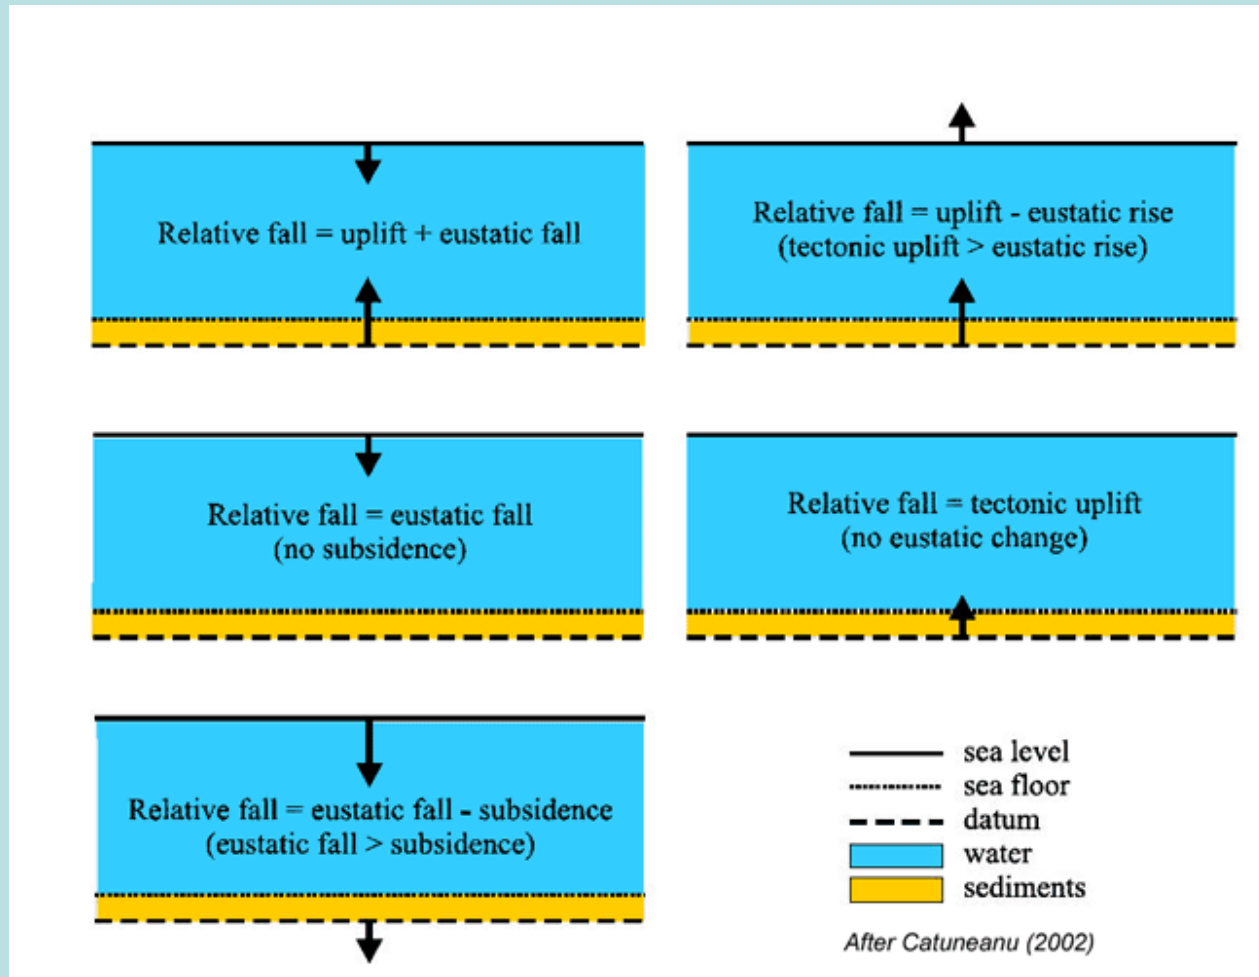 Relative fall = uplift + eustatic fall
Relative fall = uplift - eustatic rise
(tectonic uplift > eustatic rise)
Relative fall = eustatic fall
(no subsidence)
Relative fall = tectonic uplift
(no eustatic change)
Relative fall = eustatic fall - subsidence
(eustatic fall > subsidence)
sea level
sea floor
datum
water
sediments
After Catuneanu (2002)